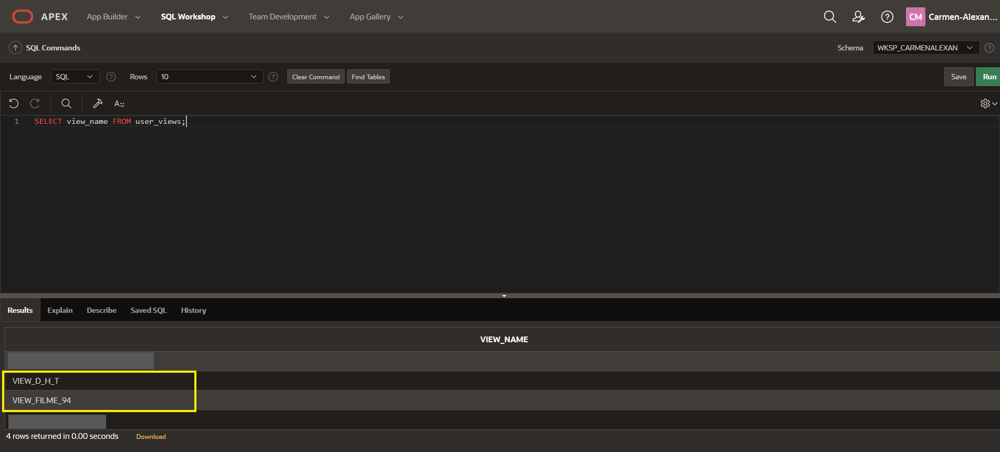 APEX App Builder SQL Workshop Team Development App Gallery CM Carmen-Alexan...
SQL Commands Schema WKSP_CARMENALEXAN
Language SQL Rows 10 Clear Command Find Tables Save Run
A
1 SELECT view_name FROM user_views;
Results Explain Describe Saved SQL History
VIEW_NAME
VIEW_D_H_T
VIEW_FILME_94
4 rows returned in 0.00 seconds Download